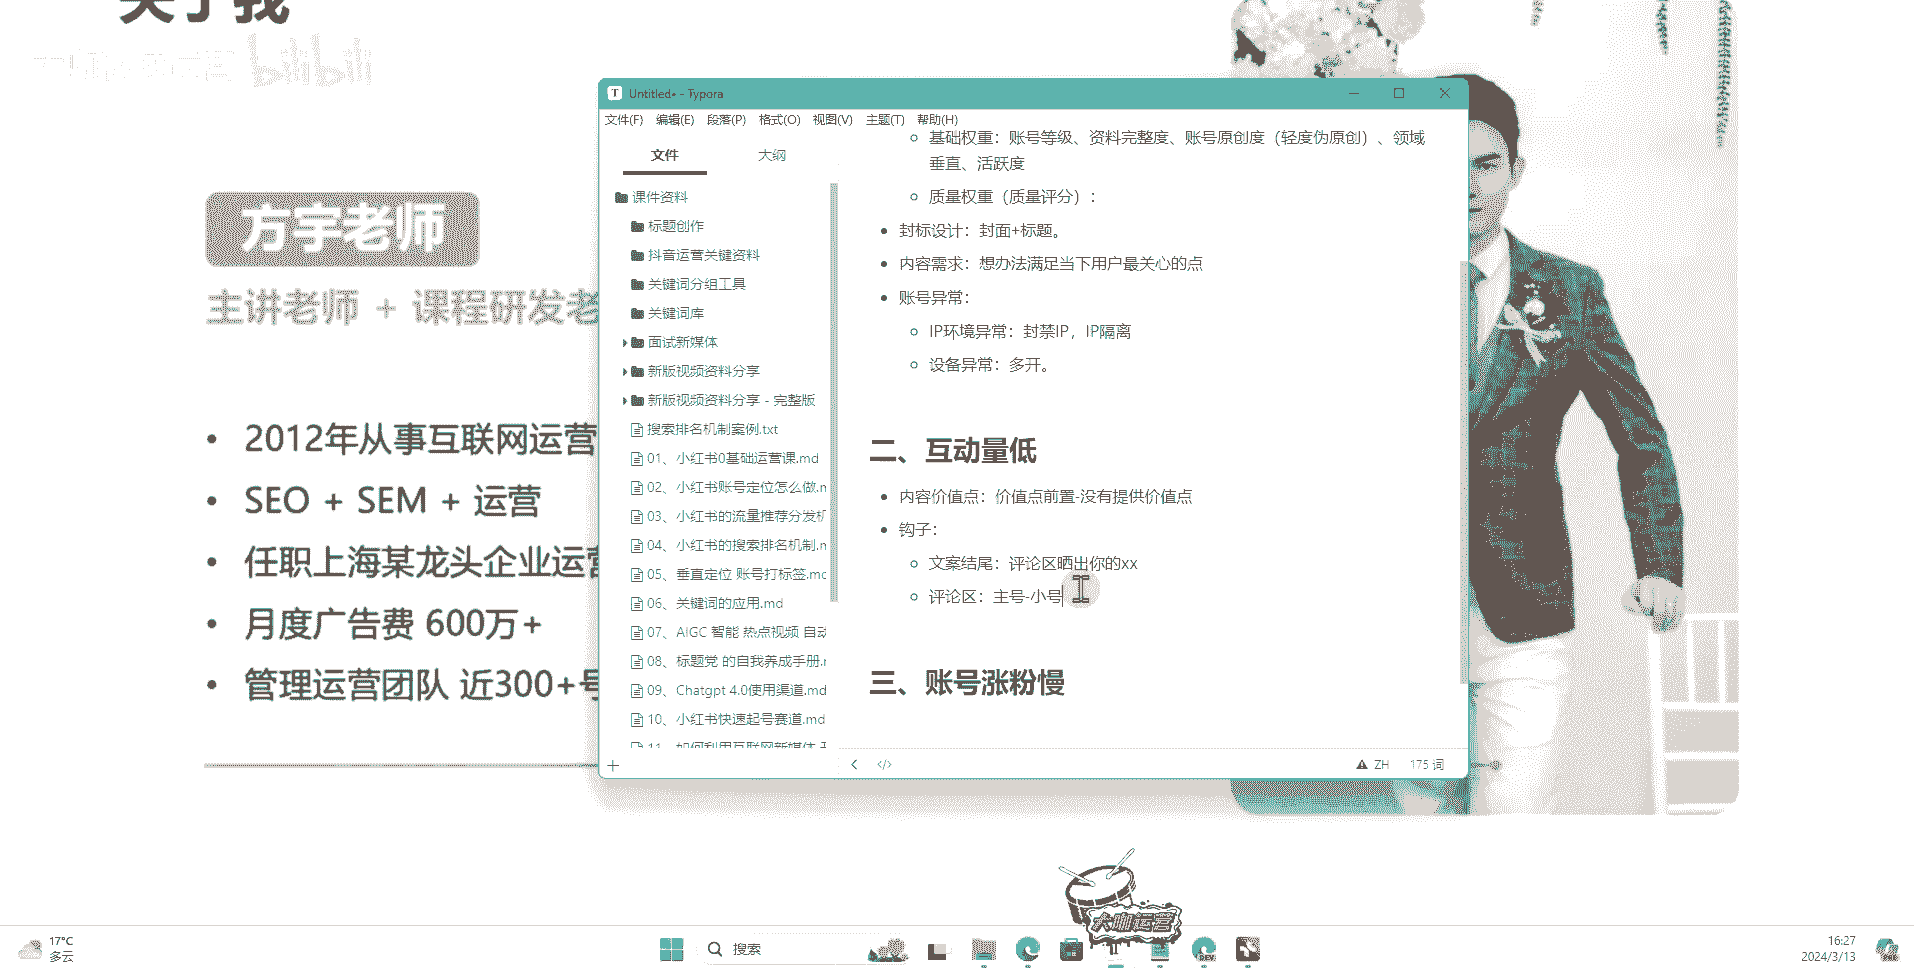 关于我
bilibili
方宇老师
主讲老师 + 课程研发老
2012年从事互联网运营
SEO + SEM + 运营
任职上海某龙头企业运营
月度广告费 600万+
管理运营团队 近300+号
Untitled• - Typora
文件(F) 编辑(E) 段落(P) 格式(O) 视图(V) 主题(T) 帮助(H)
文件 大纲
课件资料
标题创作
抖音运营关键资料
关键词分组工具
关键词库
面试新媒体
新版视频资料分享
新版视频资料分享 - 完整版
搜索排名机制案例.txt
01、小红书0基础运营课.md
02、小红书账号定位怎么做.m
03、小红书的流量推荐分发机
04、小红书的搜索排名机制.m
05、垂直定位 账号打标签.md
06、关键词的应用.md
07、AIGC 智能 热点视频 自动
08、标题党 的自我养成手册.m
09、Chatgpt 4.0使用渠道.md
10、小红书快速起号赛道.md
11、如何利用互联网新媒体
基础权重：账号等级、资料完整度、账号原创度（轻度伪原创）、领域
垂直、活跃度
质量权重（质量评分）：
封标设计：封面+标题。
内容需求：想办法满足当下用户最关心的点
账号异常：
IP环境异常：封禁IP，IP隔离
设备异常：多开。
二、互动量低
内容价值点：价值点前置-没有提供价值点
钩子：
文案结尾：评论区晒出你的xx
评论区：主号-小号
三、账号涨粉慢
ZH 175 词
大咖运营
17°C
多云
搜索
DEV
16:27
2024/3/13